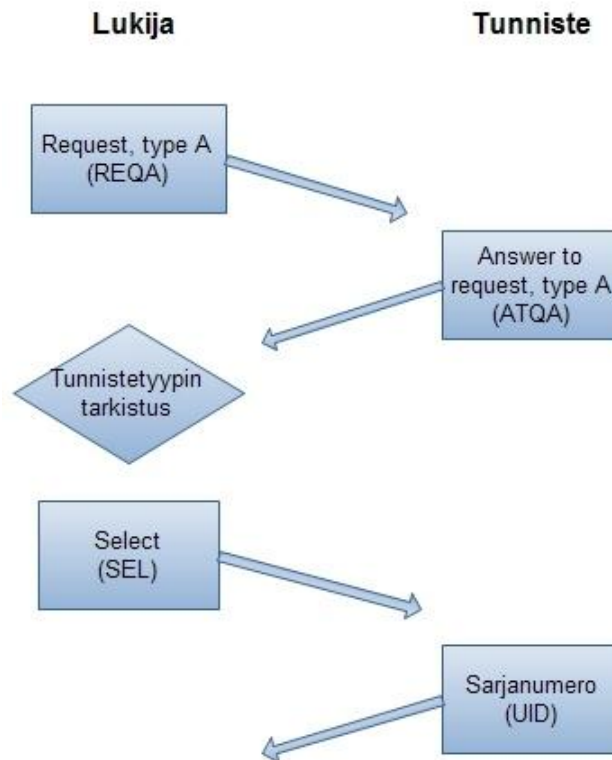 Lukija
Tunniste
Request, type A
(REQA)
Answer to
request, type A
(ATQA)
Tunnistetyypin
tarkistus
Select
(SEL)
Sarjanumero
(UID)